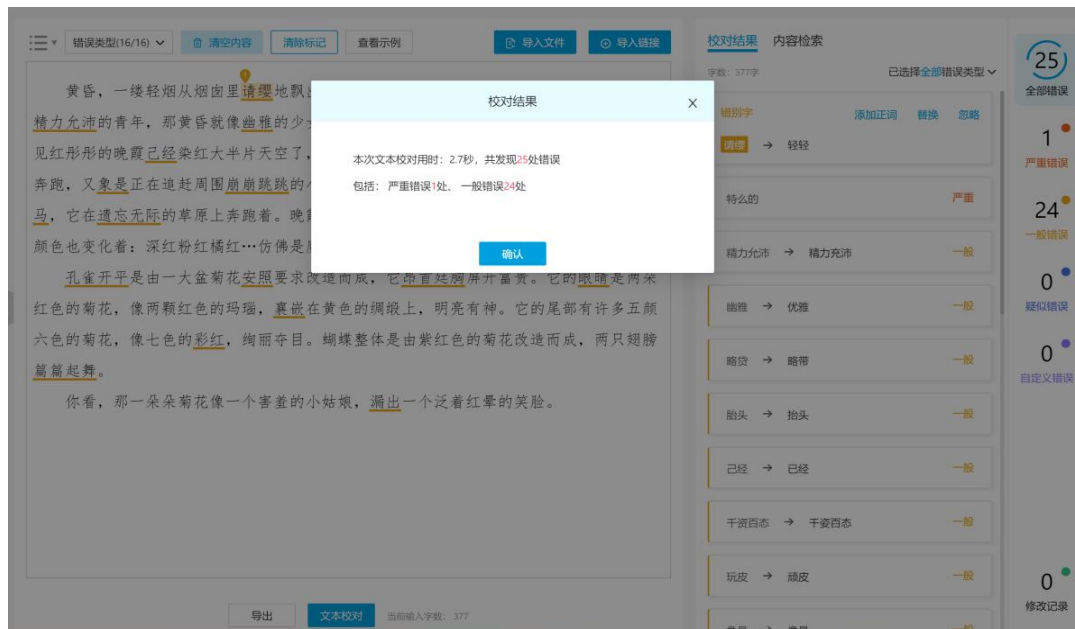 错误类型(16/16)
清空内容
清除标记
查看示例
导入文件
导入链接
黄昏，一缕轻烟从烟囱里请缨地飘
精力允沛的青年，那黄昏就像幽雅的少
见红彤彤的晚霞己经染红大半片天空了，
奔跑，又象是正在追赶周围崩崩跳跳的
马，它在遗忘无际的草原上奔跑着。晚
颜色也变化着：深红粉红橘红…仿佛是
孔雀开平是由一大盆菊花安照要求改造而成，它昂首廷胸屏开富贵。它的眼晴是两朵
红色的菊花，像两颗红色的玛瑙，襄嵌在黄色的绸缎上，明亮有神。它的尾部有许多五颜
六色的菊花，像七色的彩红，绚丽夺目。蝴蝶整体是由紫红色的菊花改造而成，两只翅膀
篇篇起舞。
你看，那一朵朵菊花像一个害羞的小姑娘，漏出一个泛着红晕的笑脸。
导出
文本校对
当前输入字数：377
校对结果
X
本次文本校对用时：2.7秒，共发现25处错误
包括：严重错误1处、一般错误24处
确认
校对结果 内容检索
字数：377字 已选择全部错误类型
错别字 添加正词 替换 忽略
请缨 → 轻轻
特么的 严重
精力允沛 → 精力充沛 一般
幽雅 → 优雅 一般
略贷 → 略带 一般
胎头 → 抬头 一般
己经 → 已经 一般
千资百态 → 千姿百态 一般
玩皮 → 顽皮 一般
25
全部错误
1
严重错误
24
一般错误
0
疑似错误
0
自定义错误
0
修改记录